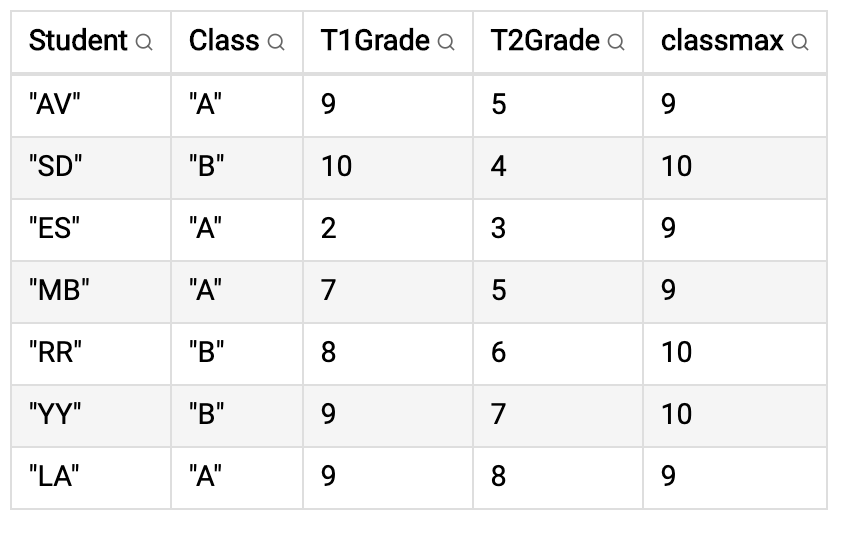 Student Class T1Grade T2Grade classmax
"AV" "A" 9 5 9
"SD" "B" 10 4 10
"ES" "A" 2 3 9
"MB" "A" 7 5 9
"RR" "B" 8 6 10
"YY" "B" 9 7 10
"LA" "A" 9 8 9